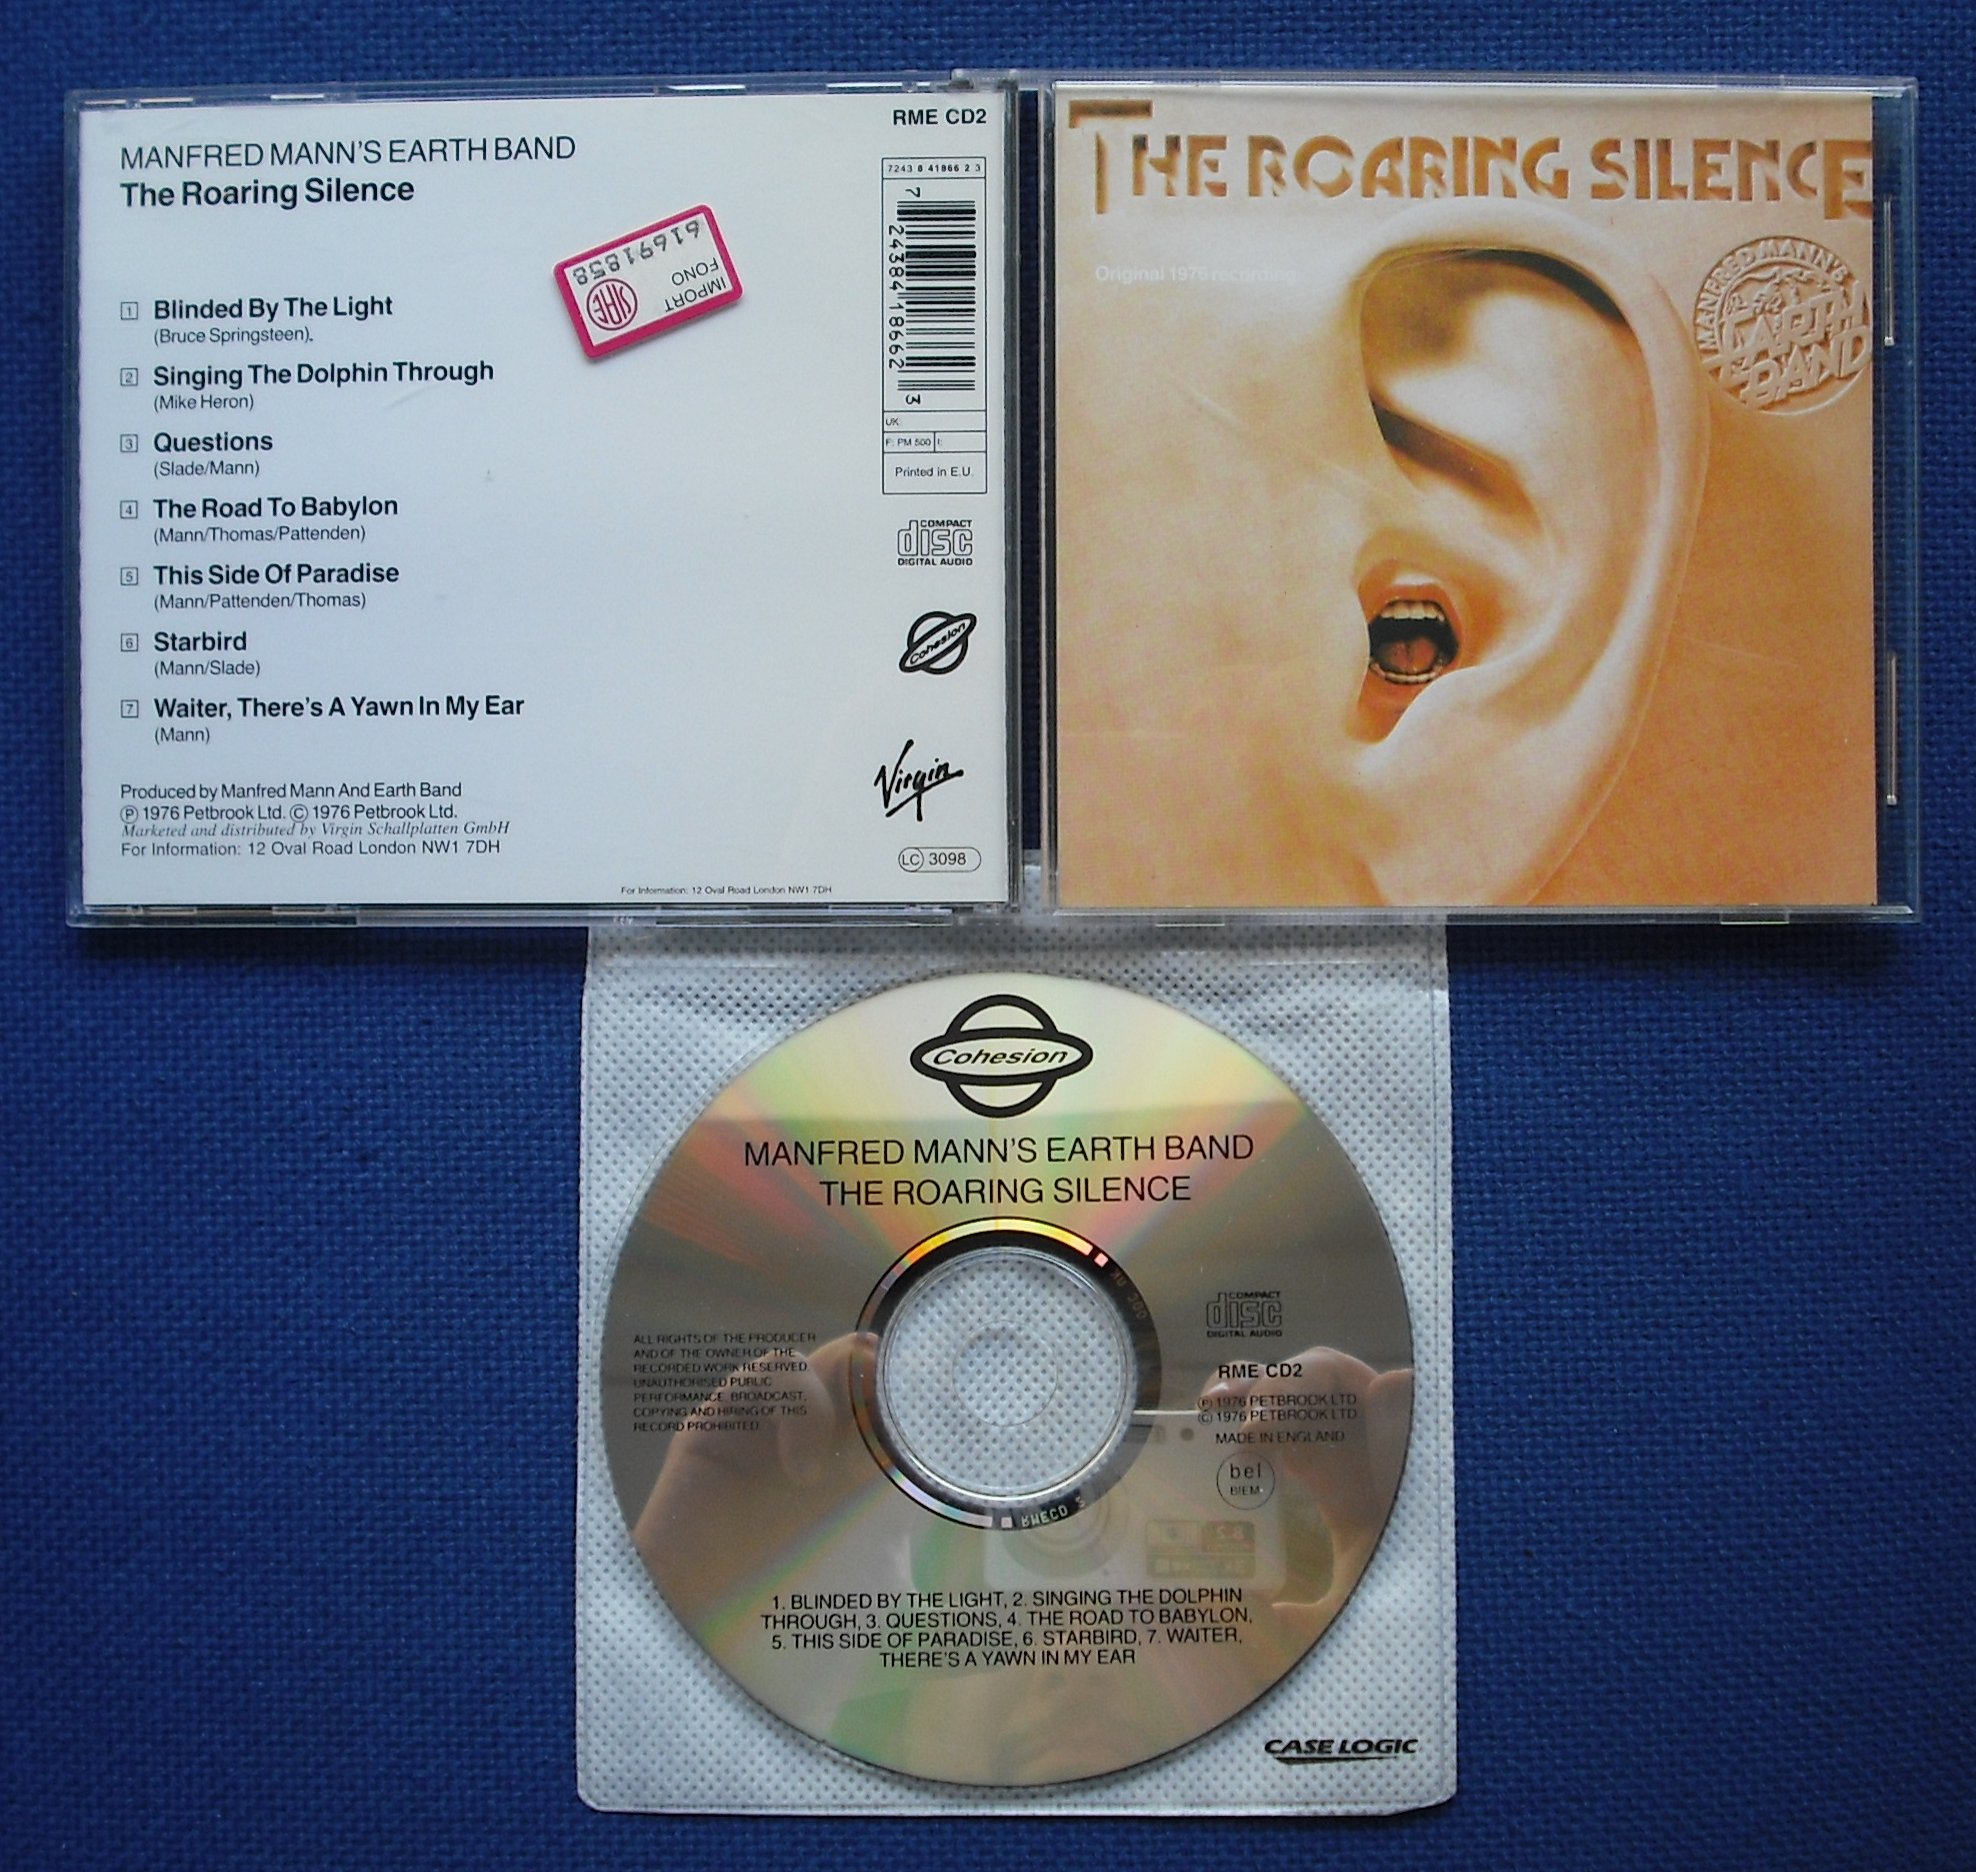 RME CD2
MANFRED MANN'S EARTH BAND
The Roaring Silence
61691858
IMPORT
FONO
SIAE
7243 8 41866 2 3
7 24384 18662 3
UK:
F: PM 500 I:
Printed in E.U.
1 Blinded By The Light
(Bruce Springsteen).
2 Singing The Dolphin Through
(Mike Heron)
3 Questions
(Slade/Mann)
4 The Road To Babylon
(Mann/Thomas/Pattenden)
5 This Side Of Paradise
(Mann/Pattenden/Thomas)
6 Starbird
(Mann/Slade)
7 Waiter, There's A Yawn In My Ear
(Mann)
COMPACT
disc
DIGITAL AUDIO
Cohesion
Virgin
LC 3098
Produced by Manfred Mann And Earth Band
Ⓟ 1976 Petbrook Ltd. © 1976 Petbrook Ltd.
Marketed and distributed by Virgin Schallplatten GmbH
For Information: 12 Oval Road London NW1 7DH
For Information: 12 Oval Road London NW1 7DH
THE ROARING SILENCE
Original 1976 recording
MANFRED MANN'S
EARTH
BAND
Cohesion
MANFRED MANN'S EARTH BAND
THE ROARING SILENCE
ALL RIGHTS OF THE PRODUCER
AND OF THE OWNER OF THE
RECORDED WORK RESERVED.
UNAUTHORISED PUBLIC
PERFORMANCE, BROADCAST,
COPYING AND HIRING OF THIS
RECORD PROHIBITED.
COMPACT
disc
DIGITAL AUDIO
RME CD2
Ⓟ 1976 PETBROOK LTD
© 1976 PETBROOK LTD
MADE IN ENGLAND
bel
BIEM
RMECD 2
1. BLINDED BY THE LIGHT, 2. SINGING THE DOLPHIN
THROUGH, 3. QUESTIONS, 4. THE ROAD TO BABYLON,
5. THIS SIDE OF PARADISE, 6. STARBIRD, 7. WAITER,
THERE'S A YAWN IN MY EAR
CASE LOGIC